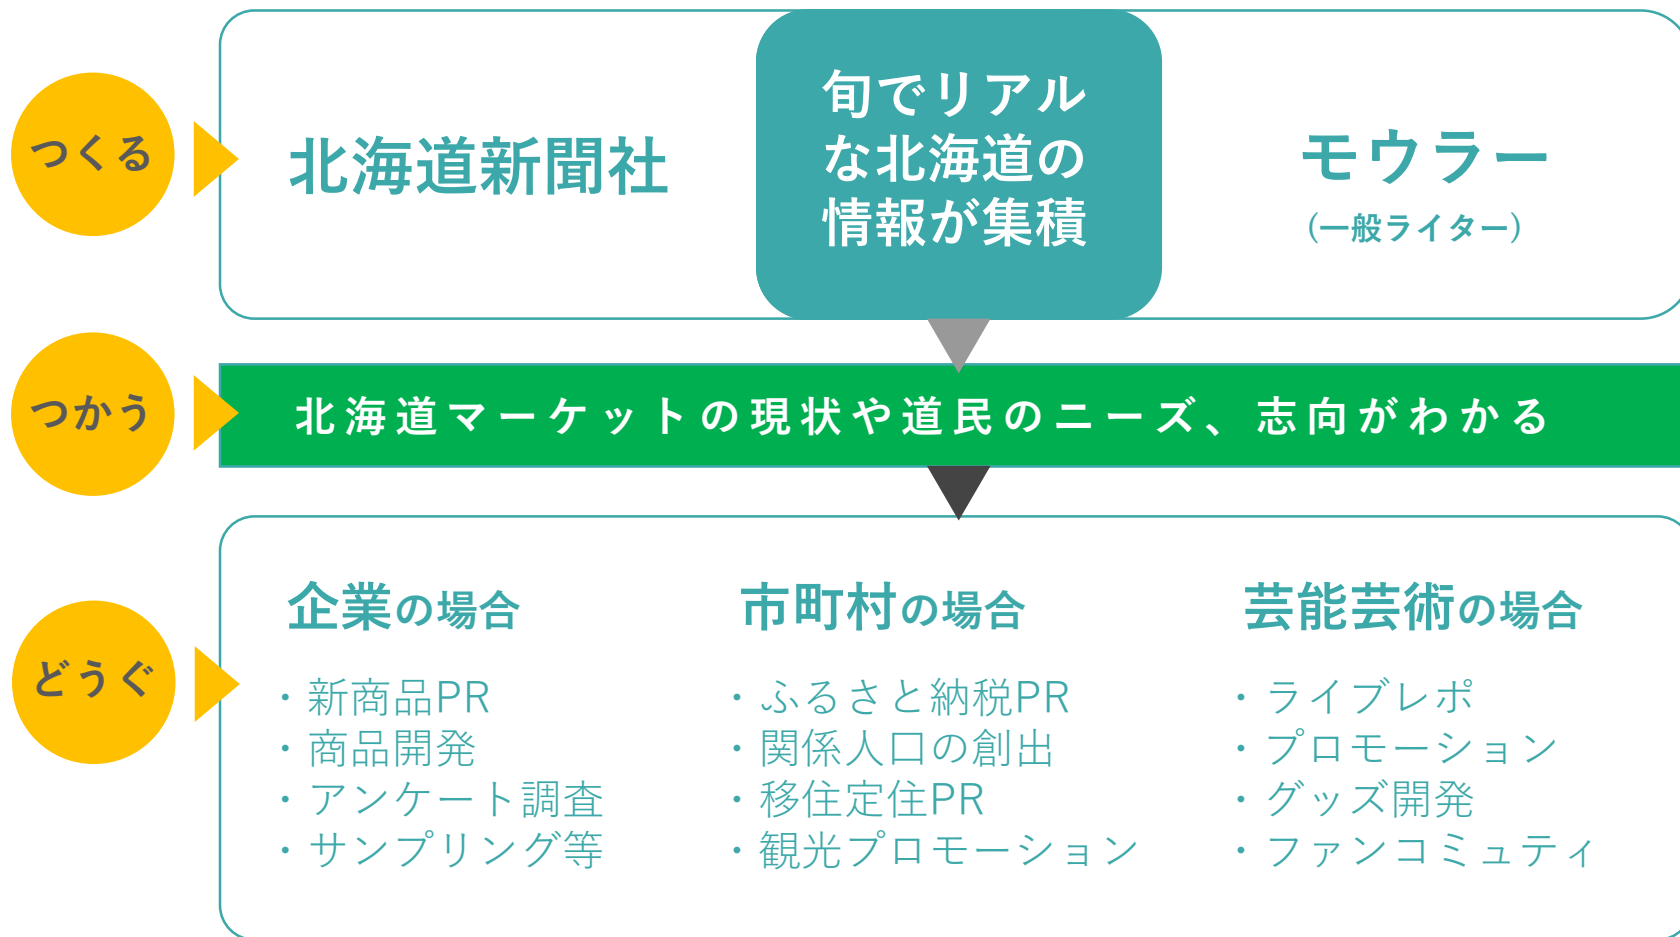 つくる
北海道新聞社
旬でリアル
な北海道の
情報が集積
モウラー
(一般ライター)
つかう
北海道マーケットの現状や道民のニーズ、志向がわかる
どうぐ
企業の場合
・新商品PR
・商品開発
・アンケート調査
・サンプリング等
市町村の場合
・ふるさと納税PR
・関係人口の創出
・移住定住PR
・観光プロモーション
芸能芸術の場合
・ライブレポ
・プロモーション
・グッズ開発
・ファンコミュティ